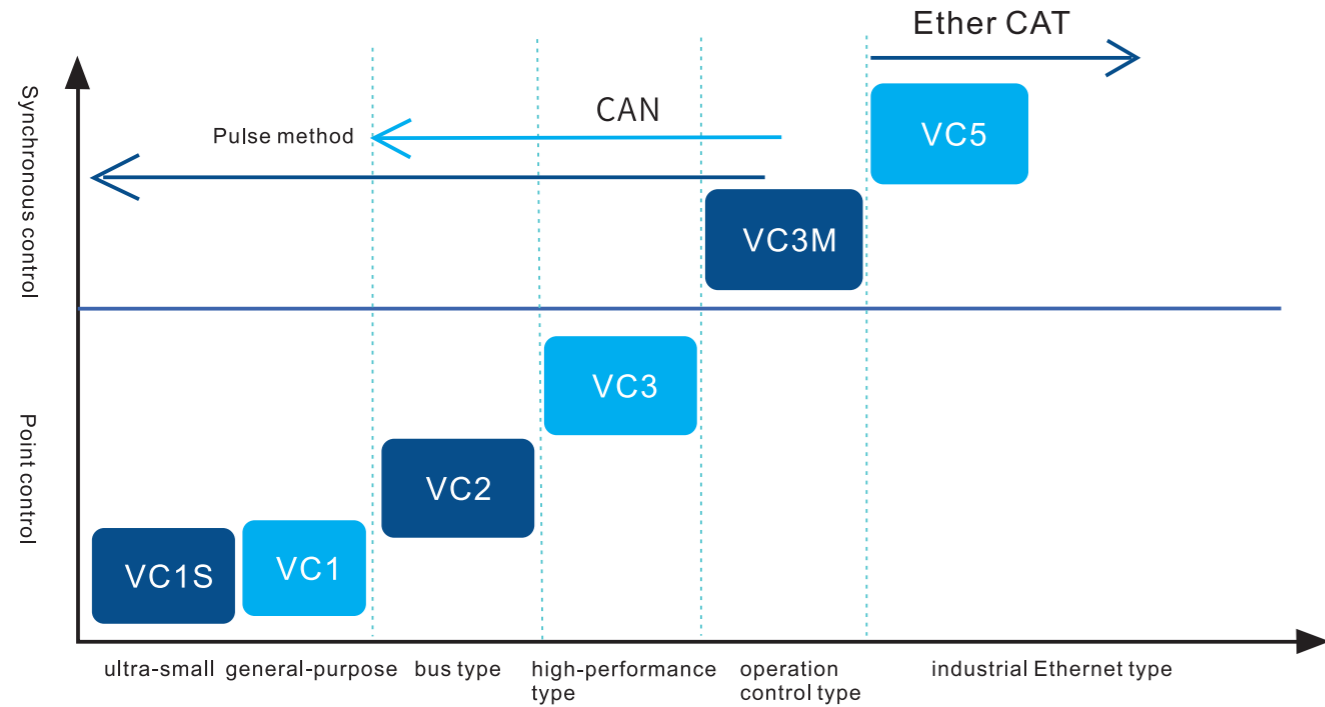 Ether CAT
CAN
Pulse method
VC5
Synchronous control
VC3M
VC3
Point control
VC2
VC1S
VC1
ultra-small
general-purpose
bus type
high-performance
type
operation
control type
industrial Ethernet type